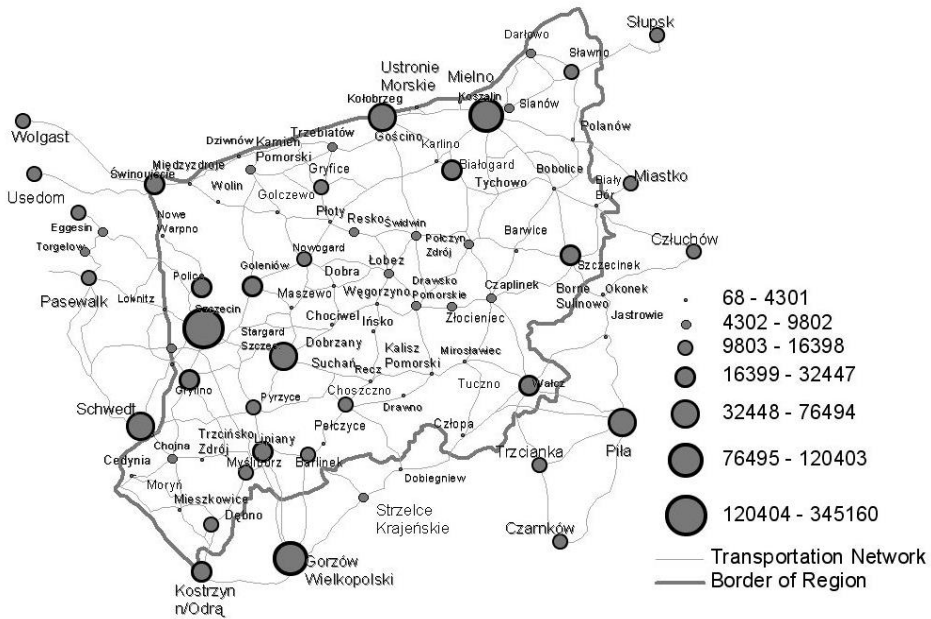 Słupsk
Darłowo
Sławno
Ustronie
Morskie
Mielno
Kołobrzeg
Koszalin
Sianów
Wolgast
Dziwnów
Kamień
Pomorski
Trzebiatów
Gościno
Karlino
Polanów
Międzyzdroje
Świnoujście
Gryfice
Białogard
Tychowo
Bobolice
Biały
Bór
Miastko
Usedom
Wolin
Golczewo
Eggesin
Nowe
Warpno
Płoty
Resko
Świdwin
Połczyn
Zdrój
Barwice
Człuchów
Torgelow
Nowogard
Łobez
Szczecinek
Pasewalk
Police
Goleniów
Dobra
Drawsko
Pomorskie
Czaplinek
Borne
Sulinowo
Okonek
Löknitz
Maszewo
Węgorzyno
Złocieniec
Jastrowie
Szczecin
Chociwel
Ińsko
Stargard
Szczec
Dobrzany
Suchań
Recz
Kalisz
Pomorski
Mirosławiec
Gryfino
Choszczno
Tuczno
Wałcz
Schwedt
Pyrzyce
Drawno
Człopa
Trzcińsko
Zdrój
Lipiany
Pełczyce
Piła
Chojna
Cedynia
Myślibórz
Barlinek
Trzcianka
Moryń
Dobiegniew
Mieszkowice
Dębno
Strzelce
Krajeńskie
Czarnków
Gorzów
Wielkopolski
Kostrzyn
n/Odrą
68 - 4301
4302 - 9802
9803 - 16398
16399 - 32447
32448 - 76494
76495 - 120403
120404 - 345160
Transportation Network
Border of Region